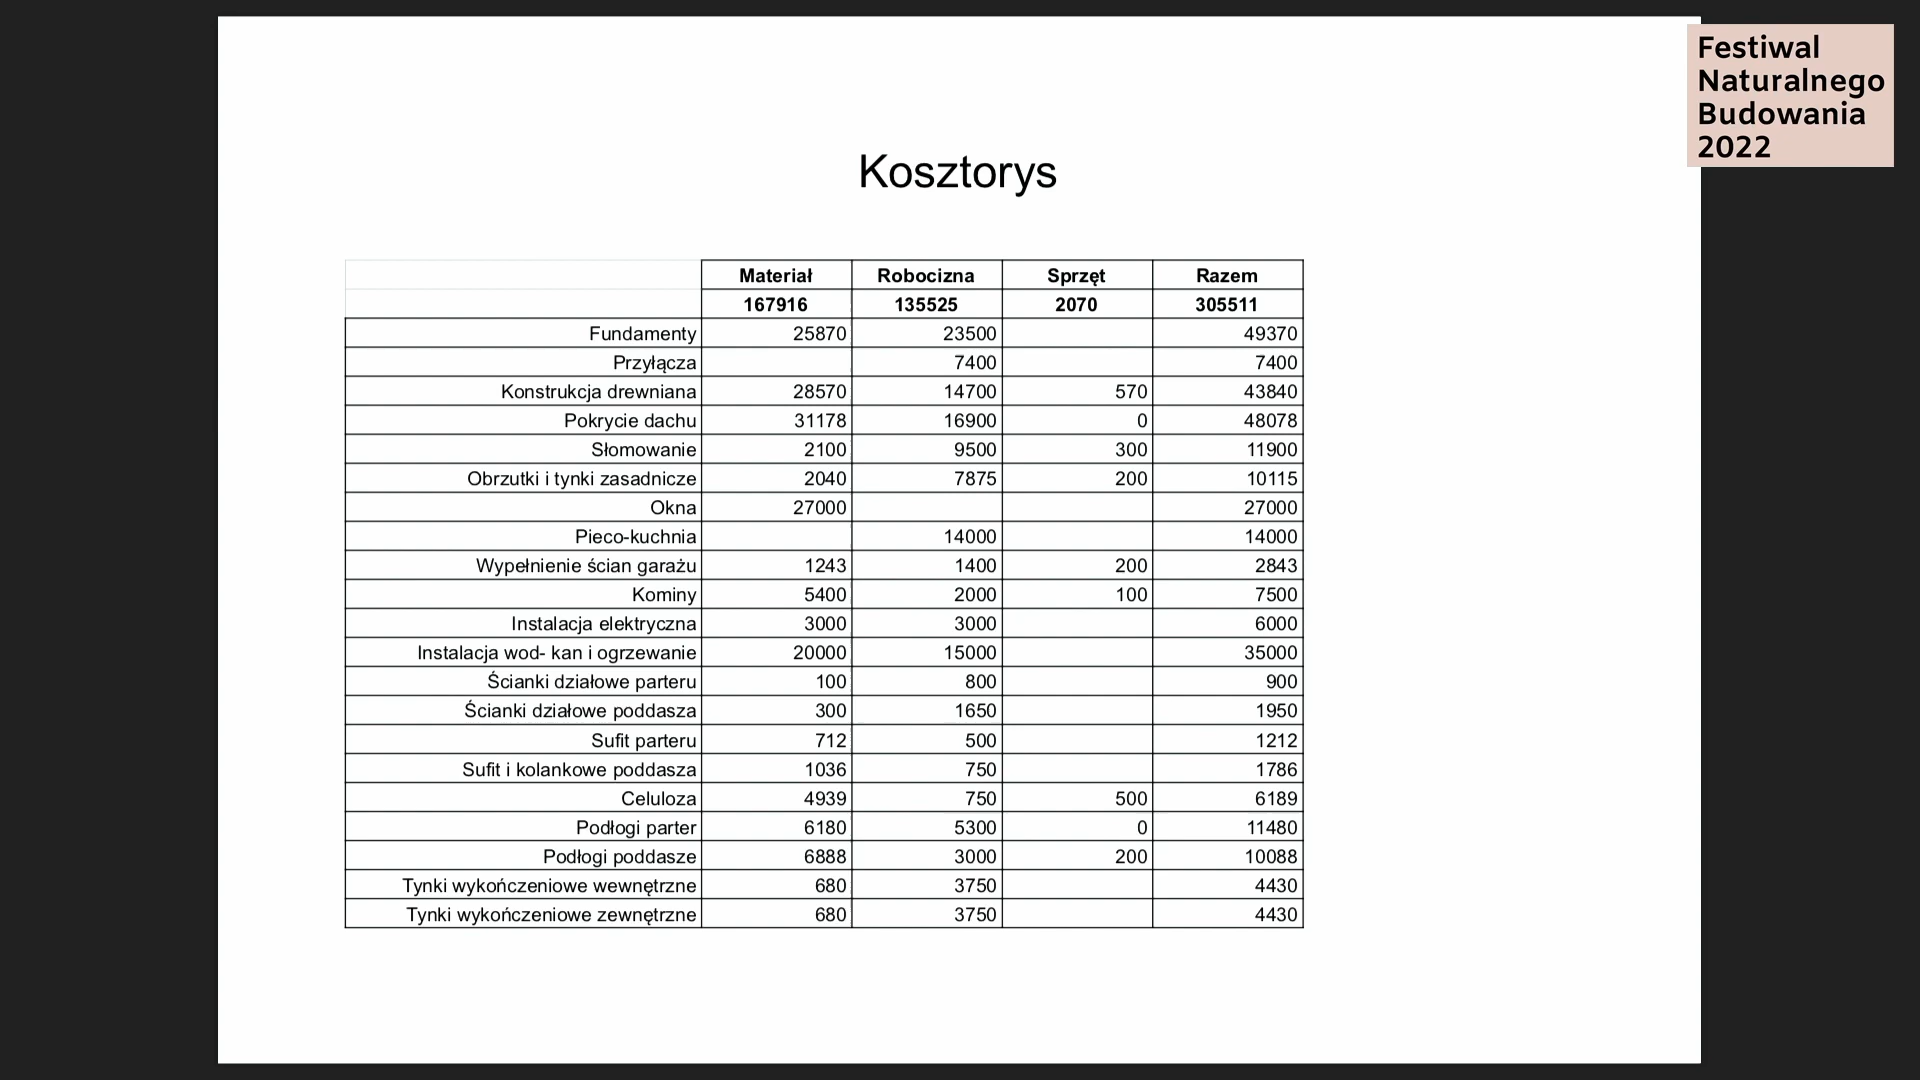 Festiwal
Naturalnego
Budowania
2022
Kosztorys
Materiał Robocizna Sprzęt Razem
167916 135525 2070 305511
Fundamenty 25870 23500 49370
Przyłącza 7400 7400
Konstrukcja drewniana 28570 14700 570 43840
Pokrycie dachu 31178 16900 0 48078
Słomowanie 2100 9500 300 11900
Obrzutki i tynki zasadnicze 2040 7875 200 10115
Okna 27000 27000
Pieco-kuchnia 14000 14000
Wypełnienie ścian garażu 1243 1400 200 2843
Kominy 5400 2000 100 7500
Instalacja elektryczna 3000 3000 6000
Instalacja wod- kan i ogrzewanie 20000 15000 35000
Ścianki działowe parteru 100 800 900
Ścianki działowe poddasza 300 1650 1950
Sufit parteru 712 500 1212
Sufit i kolankowe poddasza 1036 750 1786
Celuloza 4939 750 500 6189
Podłogi parter 6180 5300 0 11480
Podłogi poddasze 6888 3000 200 10088
Tynki wykończeniowe wewnętrzne 680 3750 4430
Tynki wykończeniowe zewnętrzne 680 3750 4430